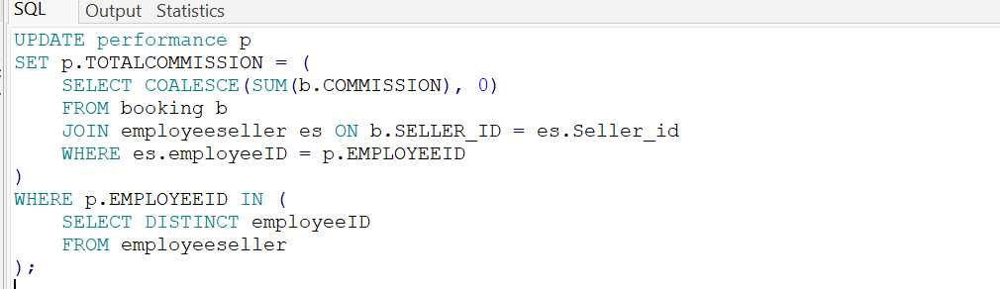 SQL Output Statistics
UPDATE performance p
SET p.TOTALCOMMISSION = (
    SELECT COALESCE(SUM(b.COMMISSION), 0)
    FROM booking b
    JOIN employeeseller es ON b.SELLER_ID = es.Seller_id
    WHERE es.employeeID = p.EMPLOYEEID
)
WHERE p.EMPLOYEEID IN (
    SELECT DISTINCT employeeID
    FROM employeeseller
);